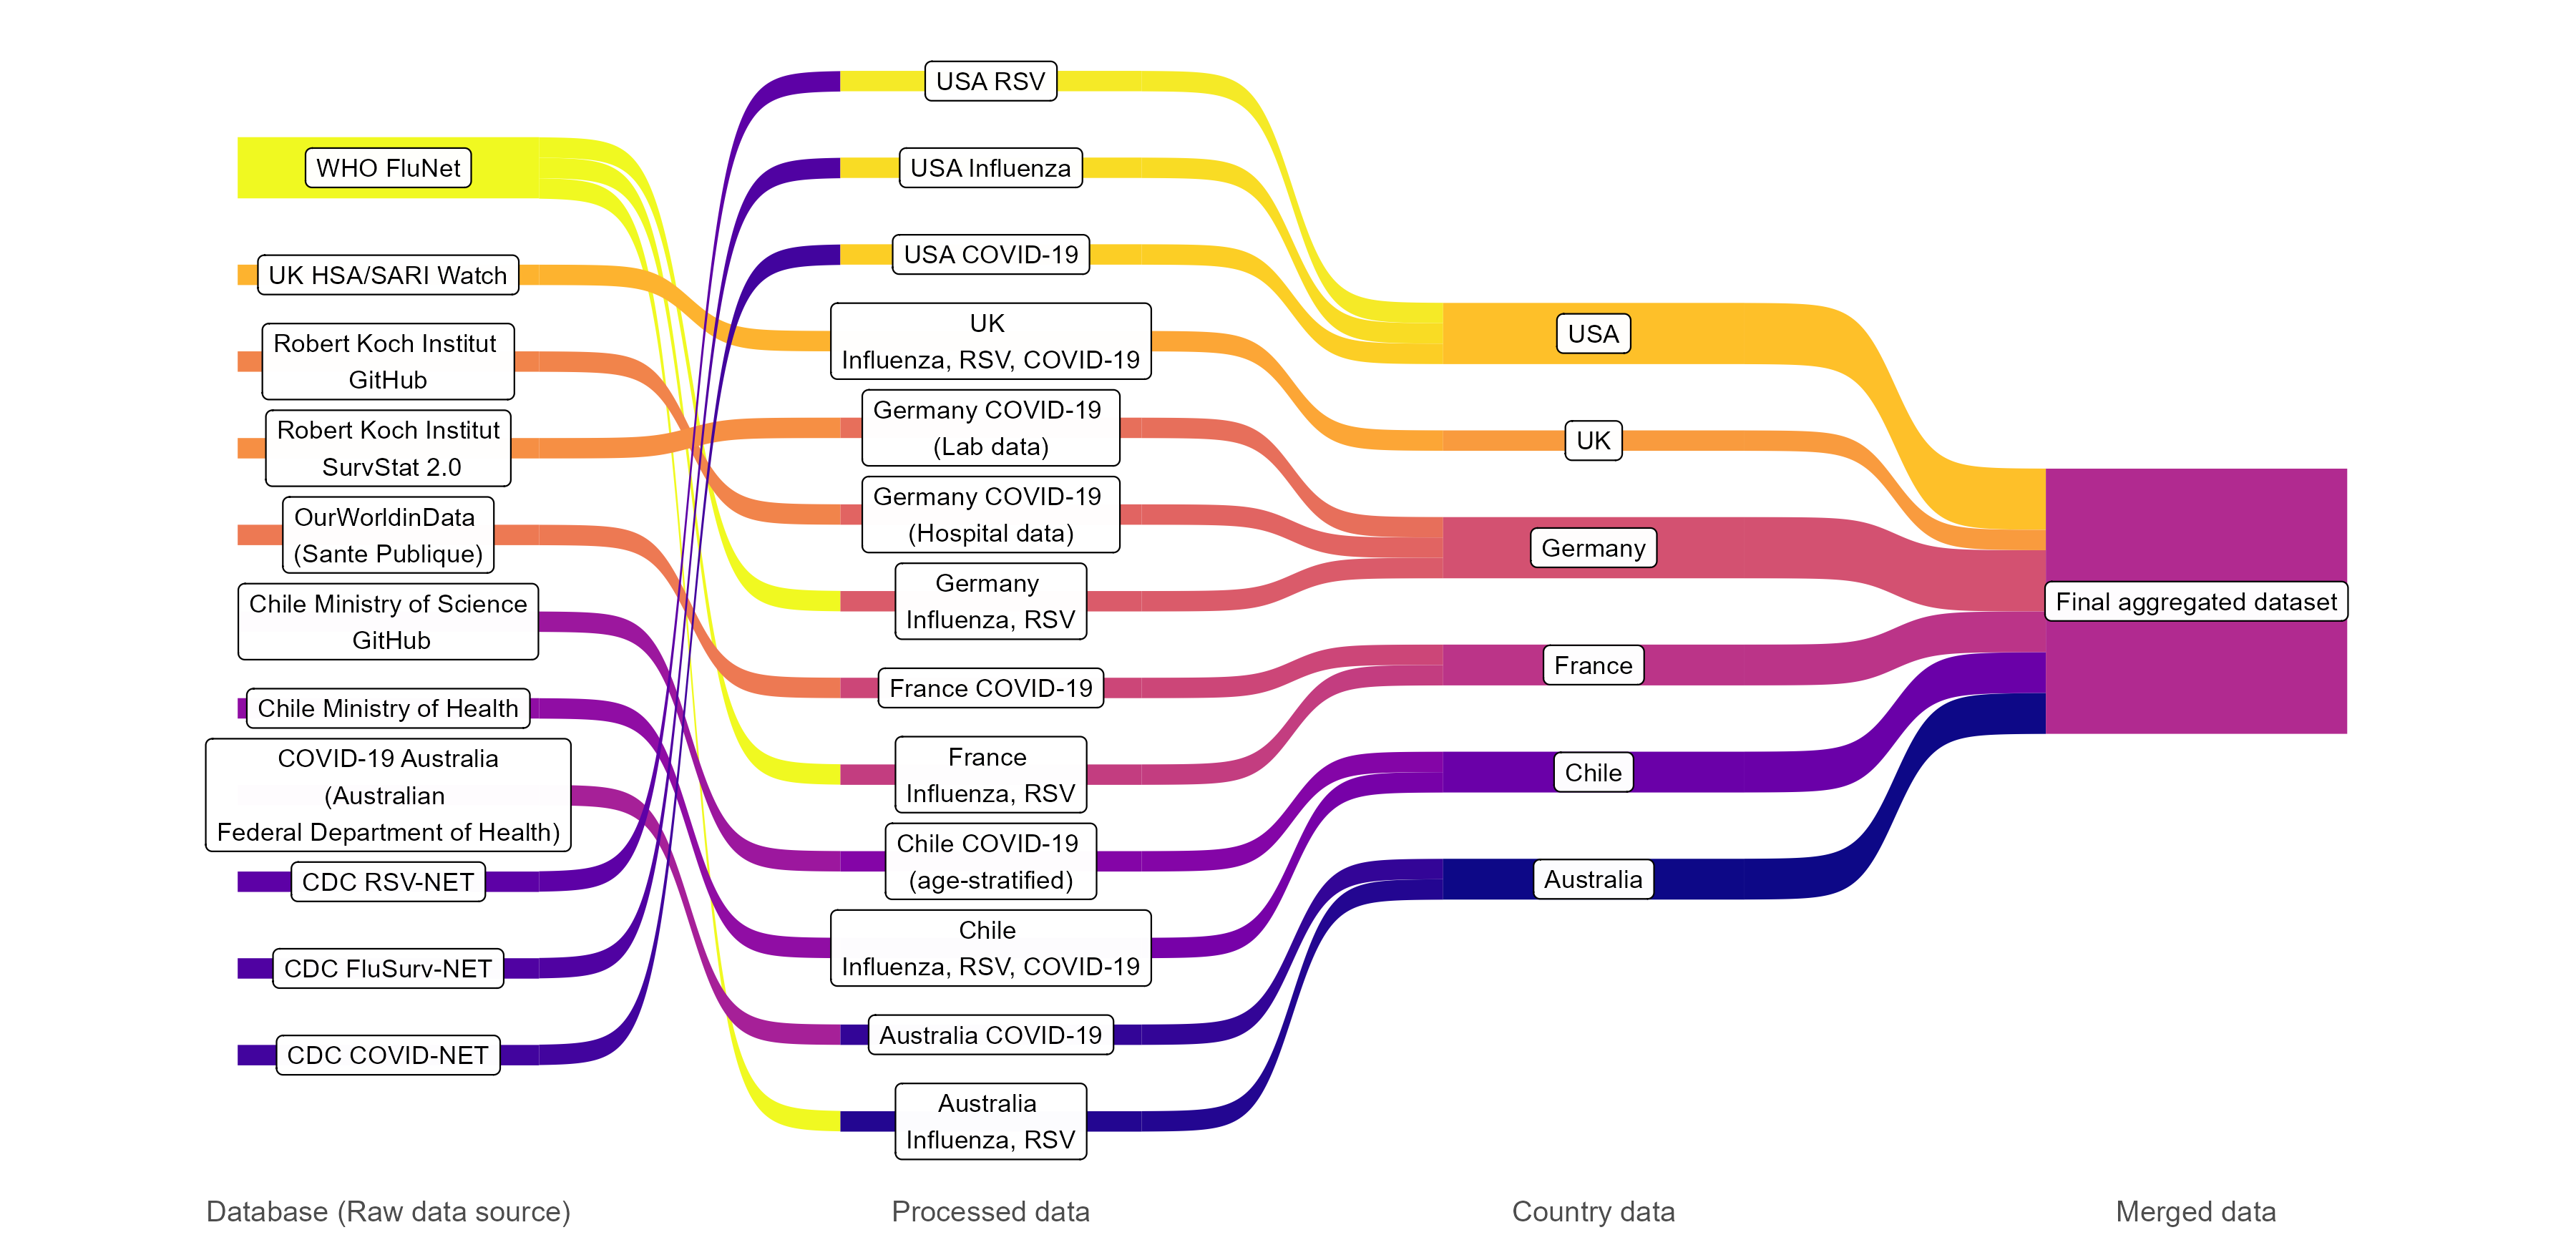 WHO FluNet
UK HSA/SARI Watch
Robert Koch Institut
GitHub
Robert Koch Institut
SurvStat 2.0
OurWorldinData
(Sante Publique)
Chile Ministry of Science
GitHub
Chile Ministry of Health
COVID-19 Australia
(Australian
Federal Department of Health)
CDC RSV-NET
CDC FluSurv-NET
CDC COVID-NET
USA RSV
USA Influenza
USA COVID-19
UK
Influenza, RSV, COVID-19
Germany COVID-19
(Lab data)
Germany COVID-19
(Hospital data)
Germany
Influenza, RSV
France COVID-19
France
Influenza, RSV
Chile COVID-19
(age-stratified)
Chile
Influenza, RSV, COVID-19
Australia COVID-19
Australia
Influenza, RSV
USA
UK
Germany
France
Chile
Australia
Final aggregated dataset
Database (Raw data source)
Processed data
Country data
Merged data